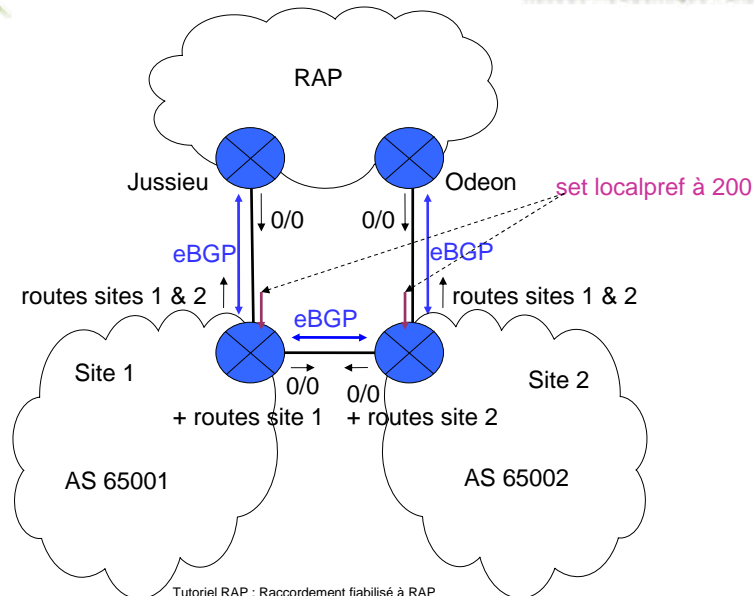 RAP
Jussieu
Odeon
set localpref à 200
0/0
0/0
eBGP
eBGP
routes sites 1 & 2
routes sites 1 & 2
eBGP
Site 1
Site 2
0/0
0/0
+ routes site 1
+ routes site 2
AS 65001
AS 65002
Tutoriel RAP : Raccordement fiabilisé à RAP